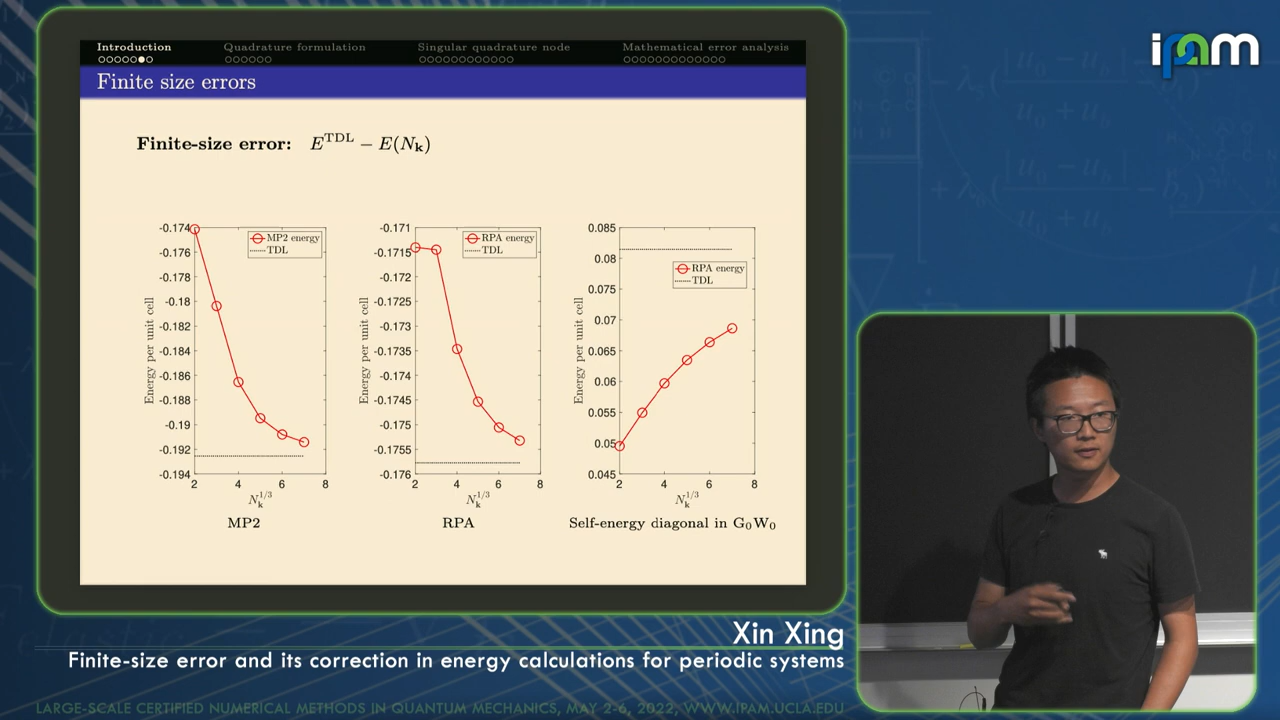 Introduction
Quadrature formulation
Singular quadrature node
Mathematical error analysis
ipam
Finite size errors
Finite-size error: E^TDL − E(N_k)
-0.174
-0.176
-0.178
-0.18
-0.182
-0.184
-0.186
-0.188
-0.19
-0.192
-0.194
Energy per unit cell
MP2 energy
TDL
2 4 6 8
N_k^1/3
MP2
-0.171
-0.1715
-0.172
-0.1725
-0.173
-0.1735
-0.174
-0.1745
-0.175
-0.1755
-0.176
Energy per unit cell
RPA energy
TDL
2 4 6 8
N_k^1/3
RPA
0.085
0.08
0.075
0.07
0.065
0.06
0.055
0.05
0.045
Energy per unit cell
RPA energy
TDL
2 4 6 8
N_k^1/3
Self-energy diagonal in G₀W₀
Xin Xing
Finite-size error and its correction in energy calculations for periodic systems
LARGE-SCALE CERTIFIED NUMERICAL METHODS IN QUANTUM MECHANICS, MAY 2-6, 2022, WWW.IPAM.UCLA.EDU